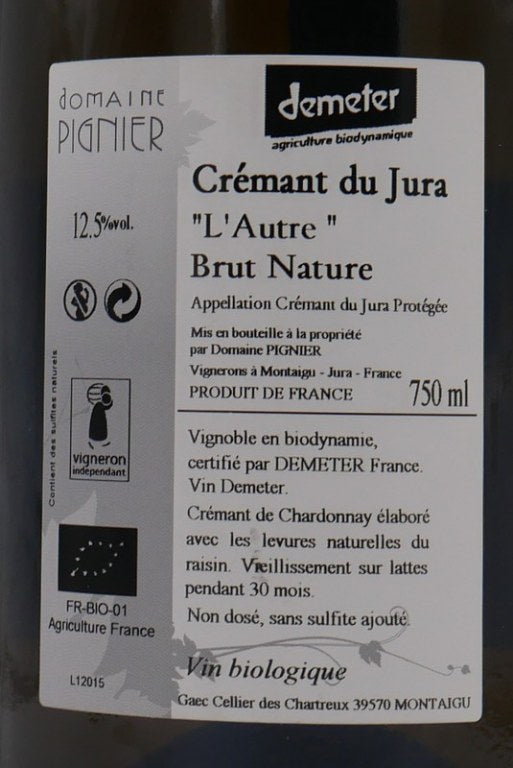 DOMAINE
PIGNIER
12.5%vol.
Contient des sulfites naturels
vigneron
indépendant
FR-BIO-01
Agriculture France
L12015
demeter
agriculture biodynamique
Crémant du Jura
"L'Autre "
Brut Nature
Appellation Crémant du Jura Protégée
Mis en bouteille à la propriété
par Domaine PIGNIER
Vignerons à Montaigu - Jura - France
PRODUIT DE FRANCE 750 ml
Vignoble en biodynamie,
certifié par DEMETER France.
Vin Demeter.
Crémant de Chardonnay élaboré
avec les levures naturelles du
raisin. Vieillissement sur lattes
pendant 30 mois.
Non dosé, sans sulfite ajouté.
Vin biologique
Gaec Cellier des Chartreux 39570 MONTAIGU